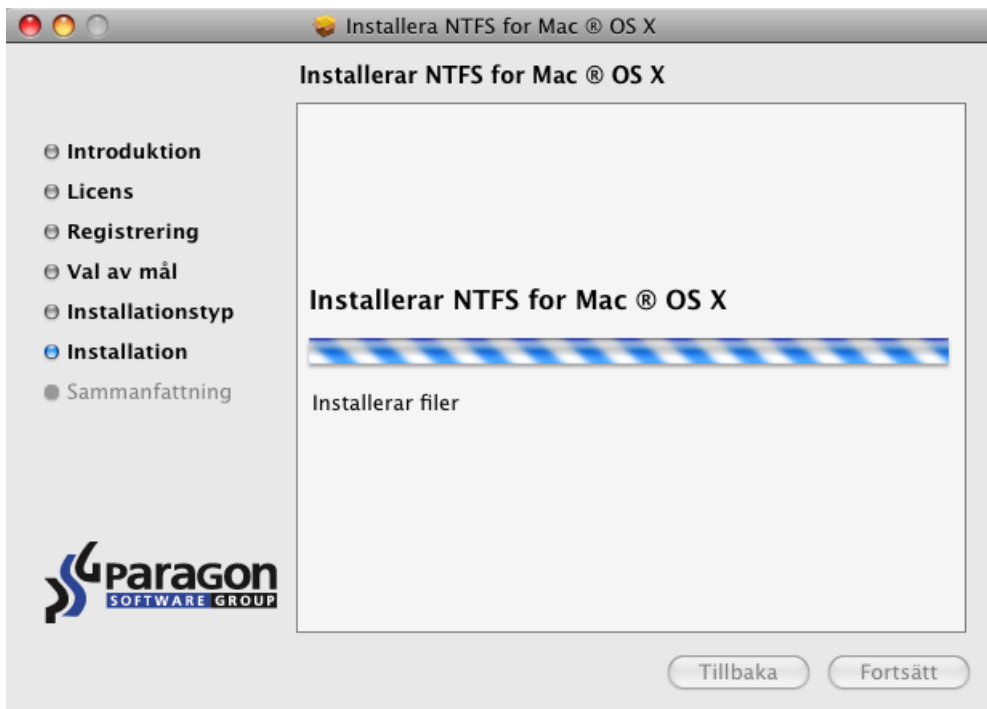 Installera NTFS for Mac ® OS X
Installerar NTFS for Mac ® OS X
Introduktion
Licens
Registrering
Val av mål
Installationstyp
Installation
Sammanfattning
Installerar NTFS for Mac ® OS X
Installerar filer
Paragon
SOFTWARE GROUP
Tillbaka
Fortsätt